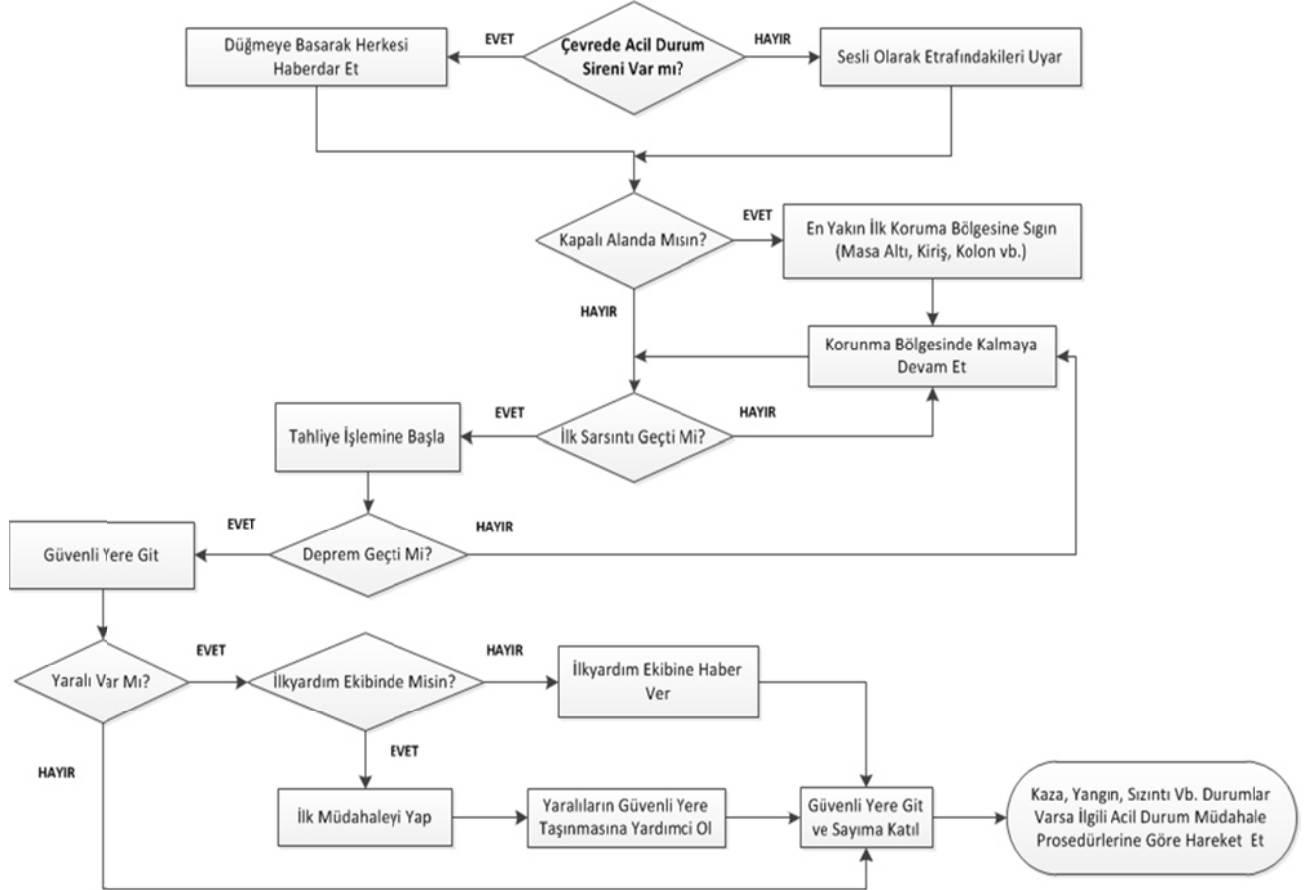 Düğmeye Basarak Herkesi
Haberdar Et
EVET
Çevrede Acil Durum
Sireni Var mı?
HAYIR
Sesli Olarak Etrafındakileri Uyar
Kapalı Alanda Mısın?
EVET
En Yakın İlk Koruma Bölgesine Sıgın
(Masa Altı, Kiriş, Kolon vb.)
HAYIR
Korunma Bölgesinde Kalmaya
Devam Et
Tahliye İşlemine Başla
EVET
İlk Sarsıntı Geçti Mi?
HAYIR
Güvenli Yere Git
EVET
Deprem Geçti Mi?
HAYIR
Yaralı Var Mı?
EVET
İlkyardım Ekibinde Misin?
HAYIR
İlkyardım Ekibine Haber
Ver
HAYIR
EVET
İlk Müdahaleyi Yap
Yaralıların Güvenli Yere
Taşınmasına Yardımci Ol
Güvenli Yere Git
ve Sayıma Katıl
Kaza, Yangın, Sızıntı Vb. Durumlar
Varsa İlgili Acil Durum Müdahale
Prosedürlerine Göre Hareket Et